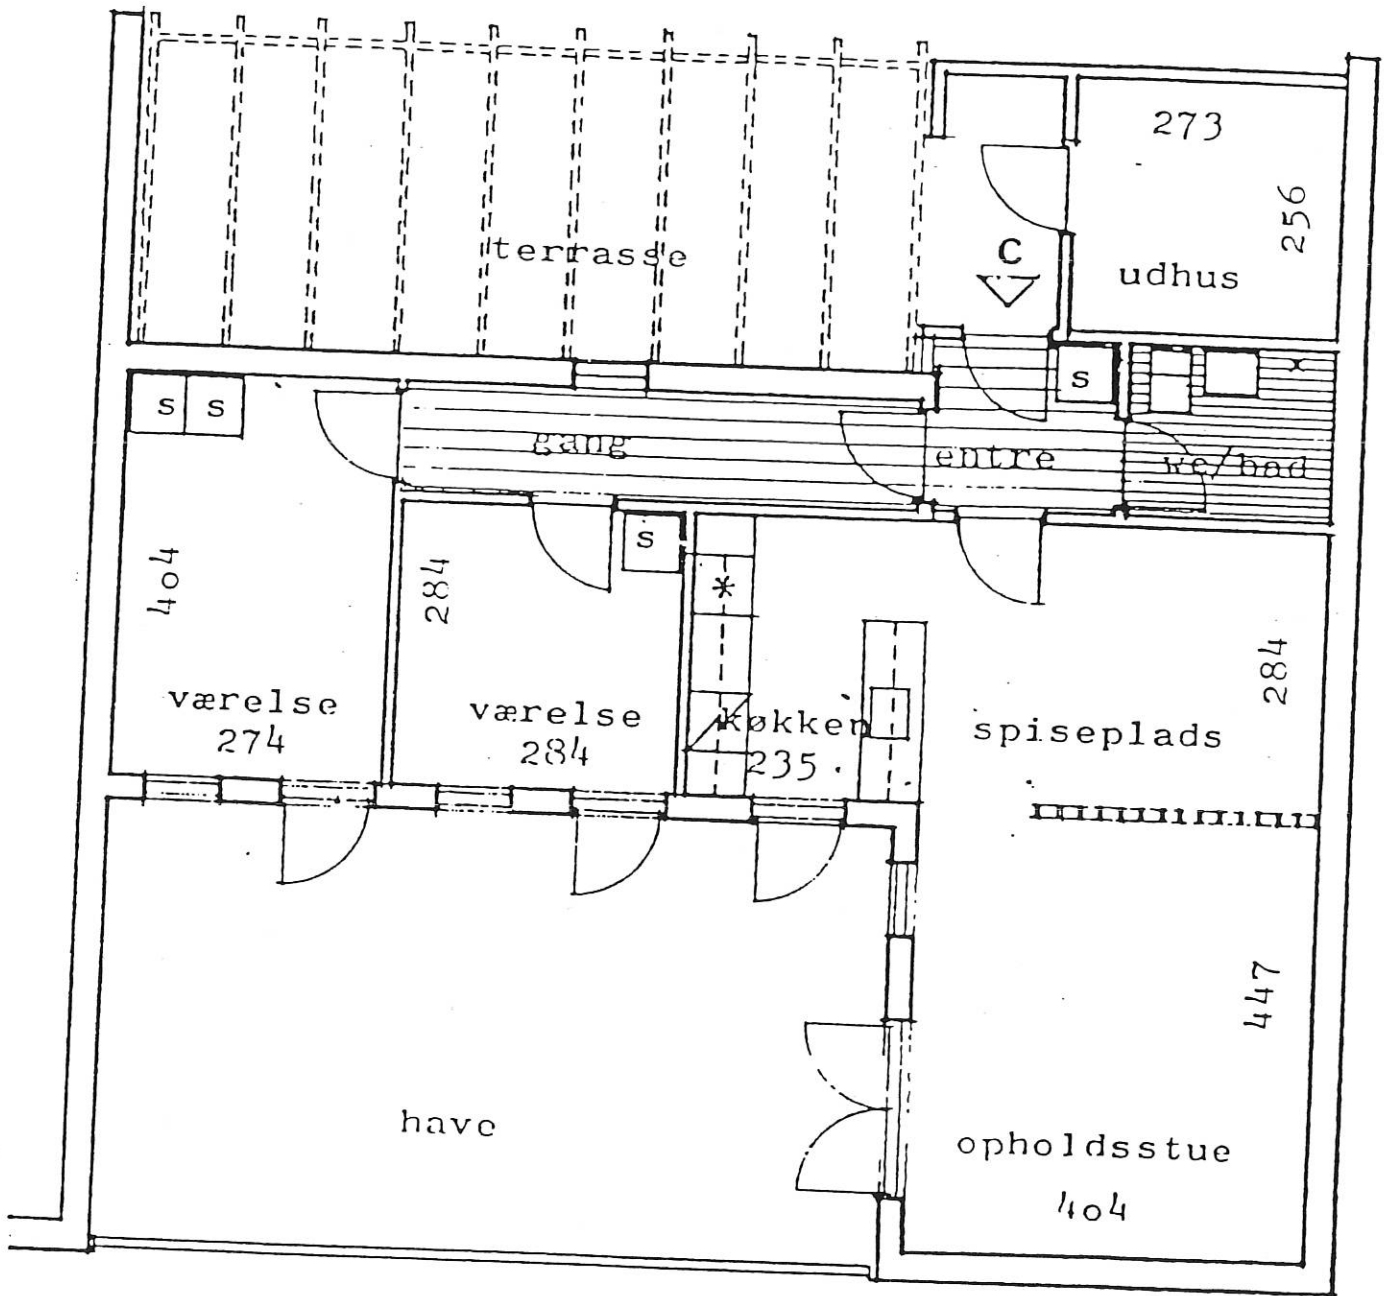 273
256
terrasse
C
udhus
s
s s
gang
entre
wc/bad
s
*
404
284
284
værelse
274
værelse
284
køkken
235
spiseplads
447
have
opholdsstue
404